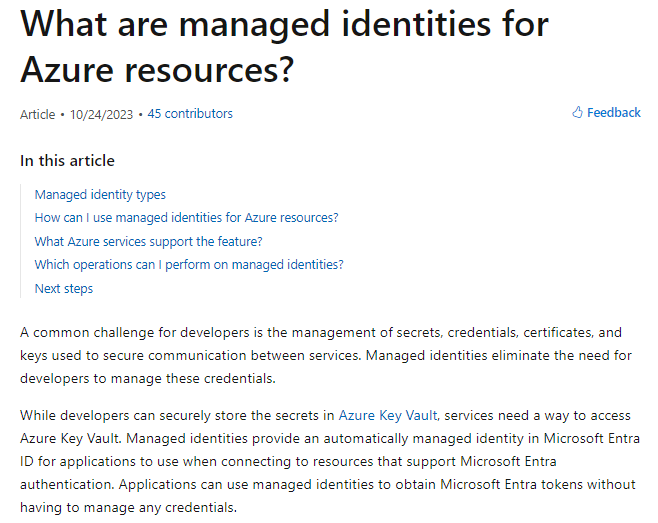 What are managed identities for
Azure resources?
Article • 10/24/2023 • 45 contributors
Feedback
In this article
Managed identity types
How can I use managed identities for Azure resources?
What Azure services support the feature?
Which operations can I perform on managed identities?
Next steps
A common challenge for developers is the management of secrets, credentials, certificates, and
keys used to secure communication between services. Managed identities eliminate the need for
developers to manage these credentials.
While developers can securely store the secrets in Azure Key Vault, services need a way to access
Azure Key Vault. Managed identities provide an automatically managed identity in Microsoft Entra
ID for applications to use when connecting to resources that support Microsoft Entra
authentication. Applications can use managed identities to obtain Microsoft Entra tokens without
having to manage any credentials.